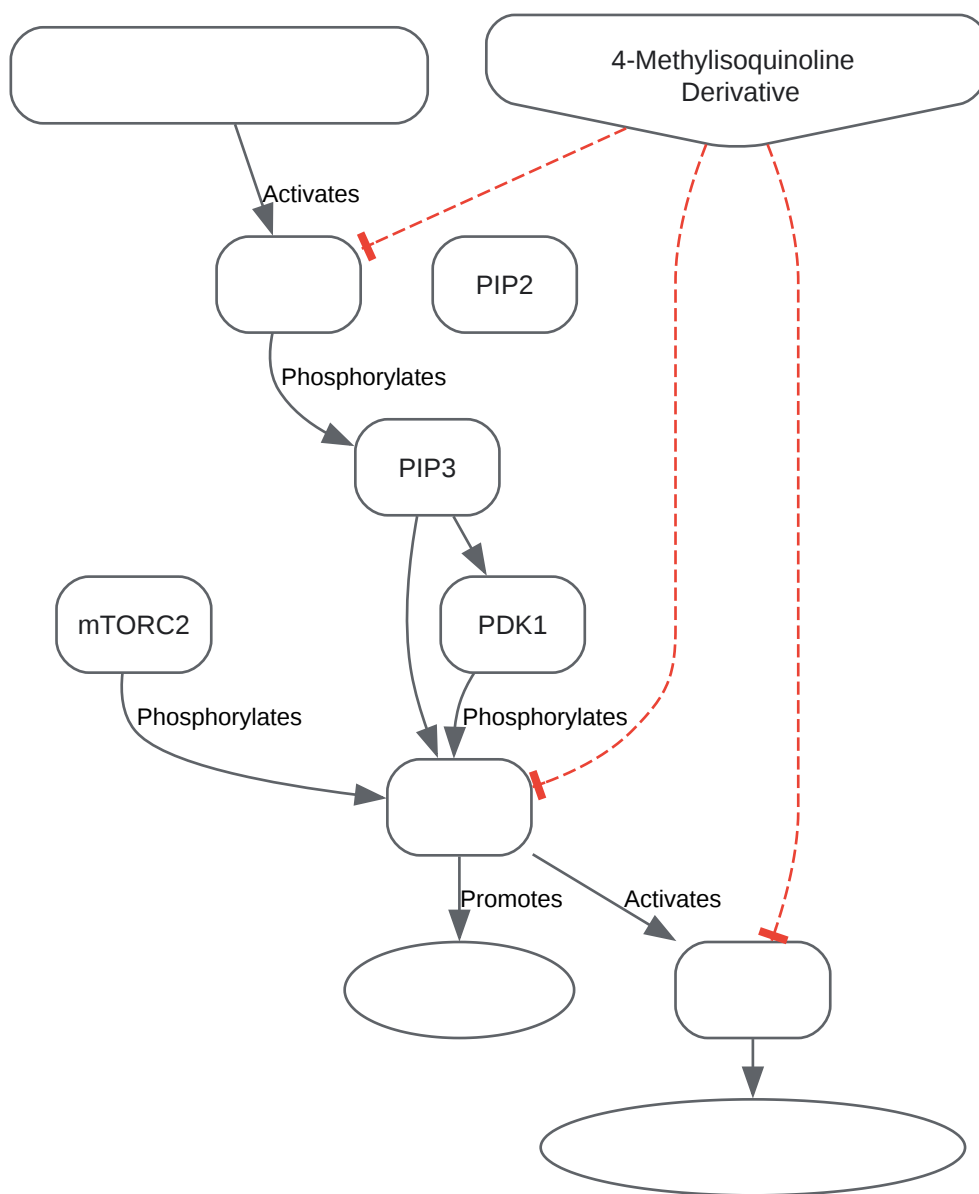 4-Methylisoquinoline
Derivative
Activates
PIP2
Phosphorylates
PIP3
mTORC2
PDK1
Phosphorylates
Phosphorylates
Promotes
Activates